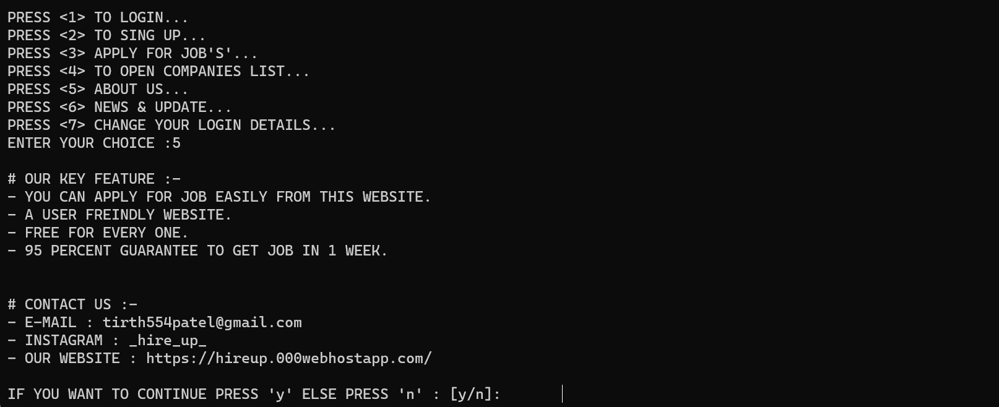 PRESS <1> TO LOGIN...
PRESS <2> TO SING UP...
PRESS <3> APPLY FOR JOB'S'...
PRESS <4> TO OPEN COMPANIES LIST...
PRESS <5> ABOUT US...
PRESS <6> NEWS & UPDATE...
PRESS <7> CHANGE YOUR LOGIN DETAILS...
ENTER YOUR CHOICE :5
# OUR KEY FEATURE :-
- YOU CAN APPLY FOR JOB EASILY FROM THIS WEBSITE.
- A USER FREINDLY WEBSITE.
- FREE FOR EVERY ONE.
- 95 PERCENT GUARANTEE TO GET JOB IN 1 WEEK.
# CONTACT US :-
- E-MAIL : tirth554patel@gmail.com
- INSTAGRAM : _hire_up_
- OUR WEBSITE : https://hireup.000webhostapp.com/
IF YOU WANT TO CONTINUE PRESS 'y' ELSE PRESS 'n' : [y/n]: